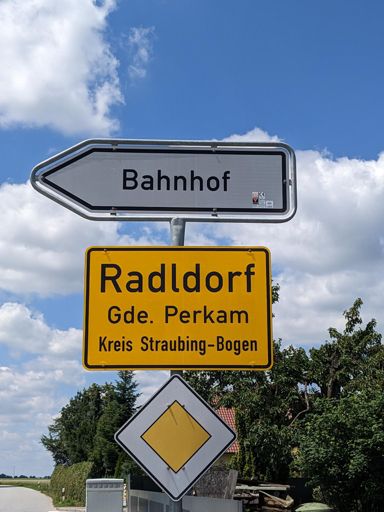 Bahnhof
Radldorf
Gde. Perkam
Kreis Straubing-Bogen